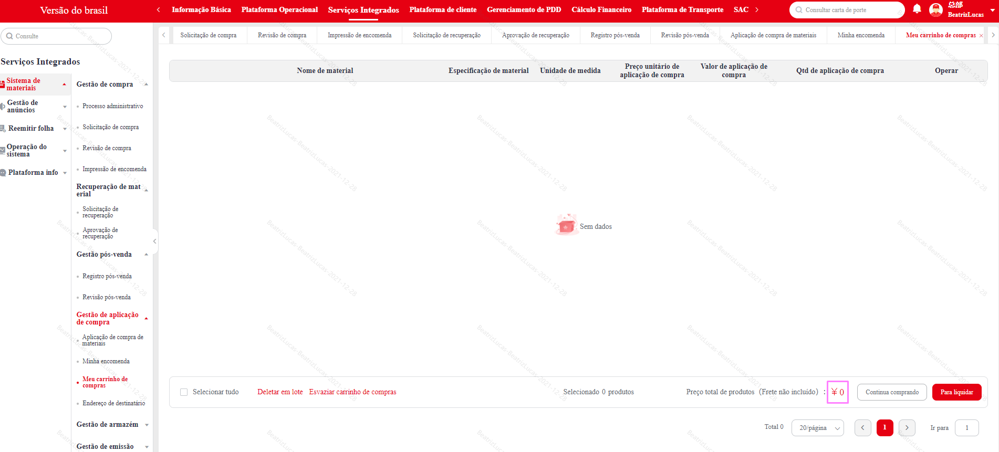 Versão do brasil
Informação Básica
Plataforma Operacional
Serviços Integrados
Plataforma de cliente
Gerenciamento de PDD
Cálculo Financeiro
Plataforma de Transporte
SAC
Consultar carta de porte
总部
BeatrizLucas
Consulte
Solicitação de compra
Revisão de compra
Impressão de encomenda
Solicitação de recuperação
Aprovação de recuperação
Registro pós-venda
Revisão pós-venda
Aplicação de compra de materiais
Minha encomenda
Meu carrinho de compras
Serviços Integrados
Sistema de
materiais
Gestão de
anúncios
Reemitir folha
Operação do
sistema
Plataforma info
Gestão de compra
Processo administrativo
Solicitação de compra
Revisão de compra
Impressão de encomenda
Recuperação de mat
erial
Solicitação de
recuperação
Aprovação de
recuperação
Gestão pós-venda
Registro pós-venda
Revisão pós-venda
Gestão de aplicação
de compra
Aplicação de compra de
materiais
Minha encomenda
Meu carrinho de
compras
Endereço de destinatário
Gestão de armazém
Gestão de emissão
Nome de material
Especificação de material
Unidade de medida
Preço unitário de
aplicação de compra
Valor de aplicação de
compra
Qtd de aplicação de compra
Operar
Sem dados
Selecionar tudo
Deletar em lote
Esvaziar carrinho de compras
Selecionado 0 produtos
Preço total de produtos（Frete não incluído）:
¥ 0
Continua comprando
Para liquidar
Total 0
20/página
1
Ir para
1
BeatrizLucas-BeatrizLucas-2021-12-28